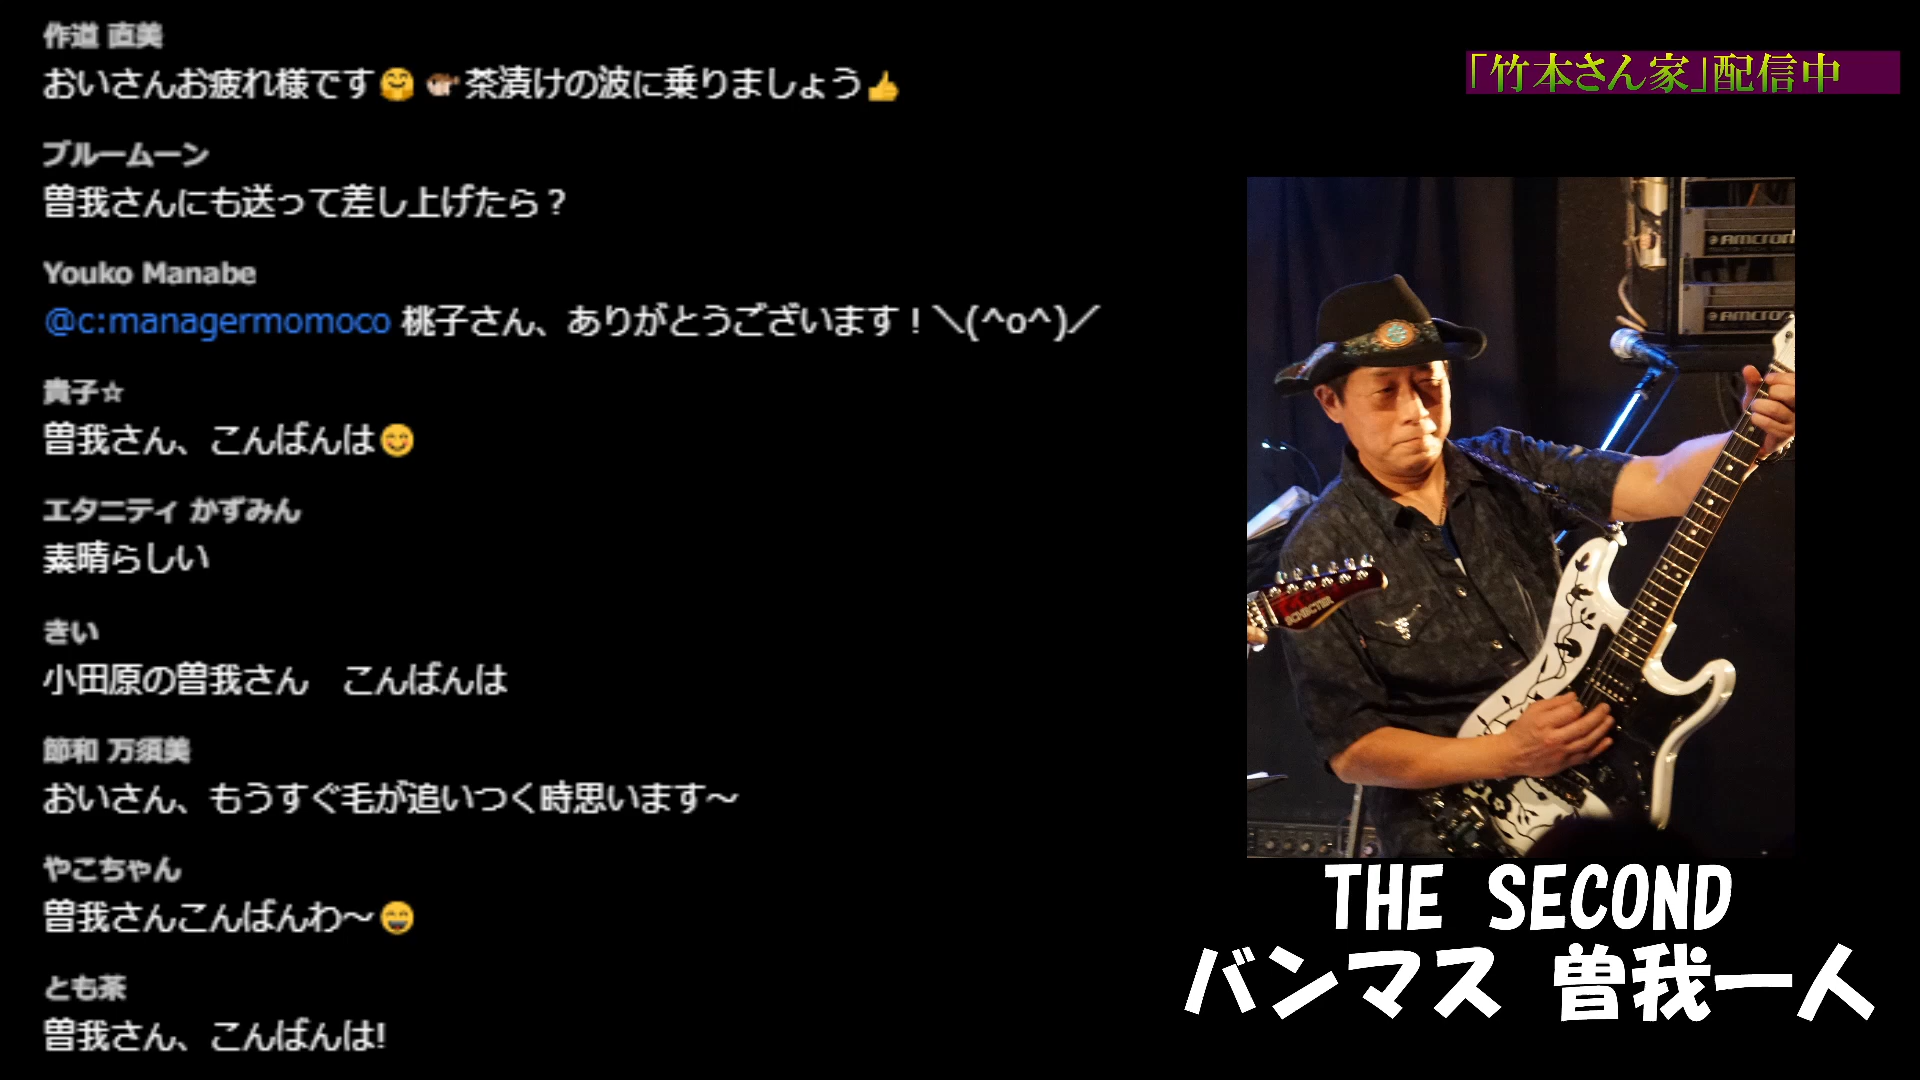 作道 直美
おいさんお疲れ様です🤗 👉🏼茶漬けの波に乗りましょう👍
ブルームーン
曽我さんにも送って差し上げたら？
Youko Manabe
@c:managermomoco 桃子さん、ありがとうございます！＼(^o^)／
貴子☆
曽我さん、こんばんは😊
エタニティ かずみん
素晴らしい
きい
小田原の曽我さん　こんばんは
節和 万須美
おいさん、もうすぐ毛が追いつく時思います〜
やこちゃん
曽我さんこんばんわ〜😄
とも茶
曽我さん、こんばんは!
「竹本さん家」配信中
AMCRON
AMCRON
SCHECTER
THE SECOND
バンマス 曽我一人